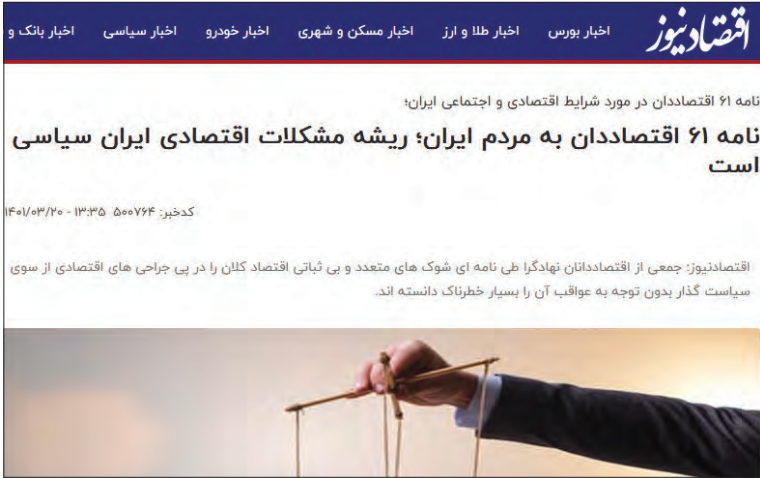 اقتصادنیوز
اخبار بورس اخبار طلا و ارز اخبار مسکن و شهری اخبار خودرو اخبار سیاسی اخبار بانک و
نامه ۶۱ اقتصاددان در مورد شرایط اقتصادی و اجتماعی ایران؛
نامه ۶۱ اقتصاددان به مردم ایران؛ ریشه مشکلات اقتصادی ایران سیاسی
است
کدخبر: ۵۰۰۷۶۴ ۱۳:۳۵ - ۱۴۰۱/۰۳/۲۰
اقتصادنیوز: جمعی از اقتصاددانان نهادگرا طی نامه ای شوک های متعدد و بی ثباتی اقتصاد کلان را در پی جراحی های اقتصادی از سوی
سیاست گذار بدون توجه به عواقب آن را بسیار خطرناک دانسته اند.